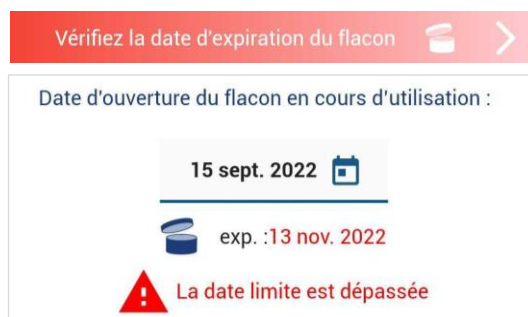 Vérifiez la date d'expiration du flacon
Date d'ouverture du flacon en cours d'utilisation :
15 sept. 2022
exp. :13 nov. 2022
La date limite est dépassée